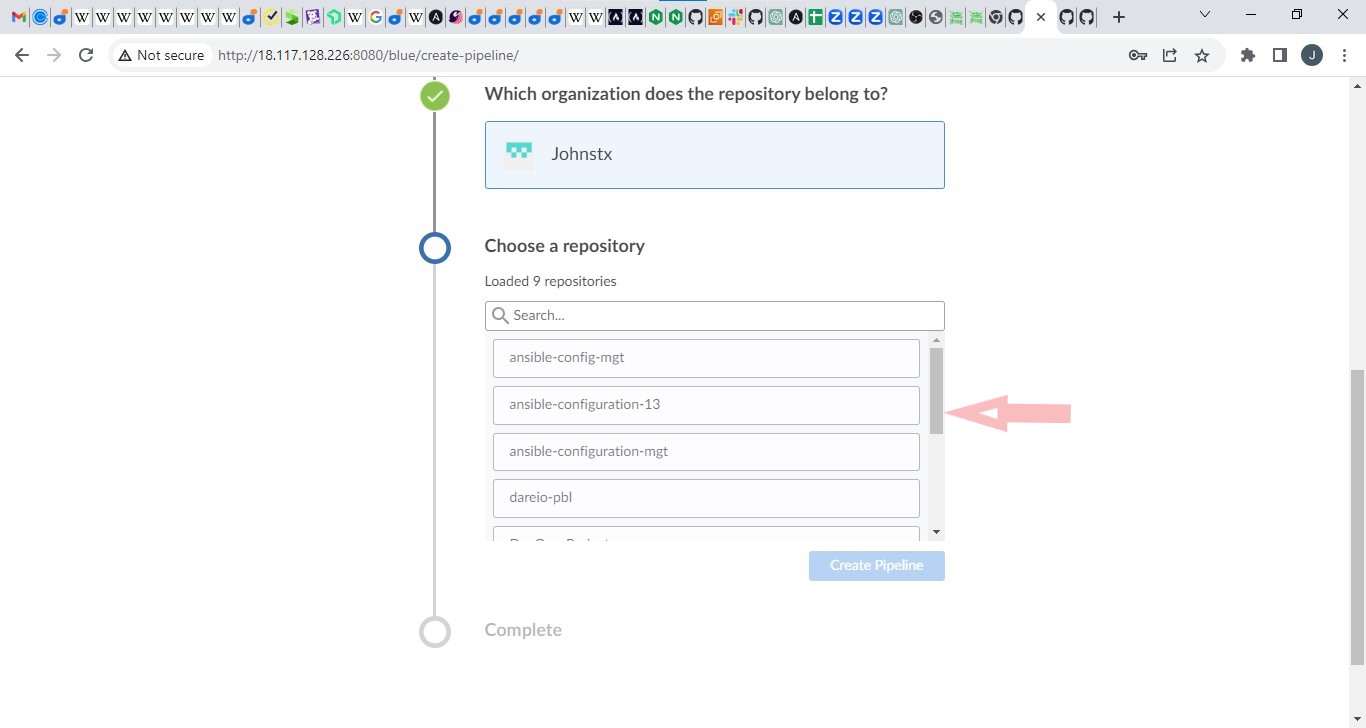 Not secure
http://18.117.128.226:8080/blue/create-pipeline/
J
Which organization does the repository belong to?
Johnstx
Choose a repository
Loaded 9 repositories
Search...
ansible-config-mgt
ansible-configuration-13
ansible-configuration-mgt
dareio-pbl
Create Pipeline
Complete